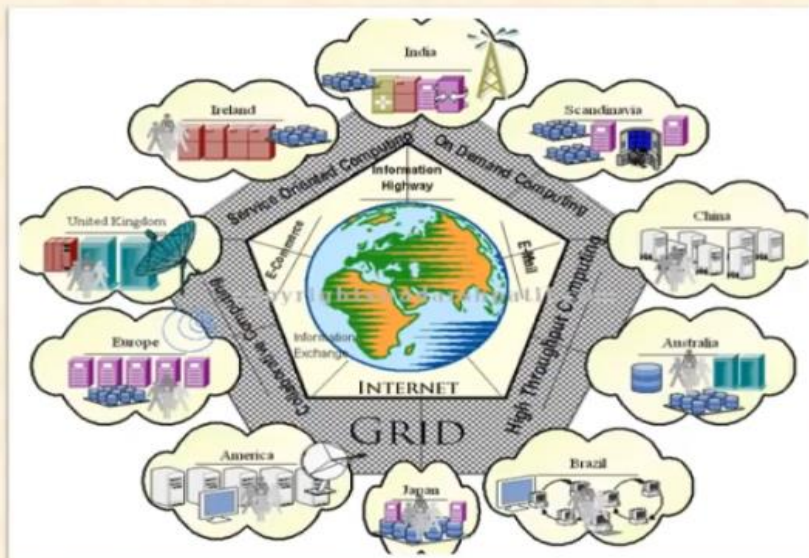 India
Ireland
Scandinavia
Service Oriented Computing
On Demand Computing
Information
Highway
United Kingdom
China
E-Commerce
E-Mail
Collaborative Computing
High Throughout Computing
Europe
Information
Exchange
Australia
INTERNET
GRID
America
Japan
Brazil